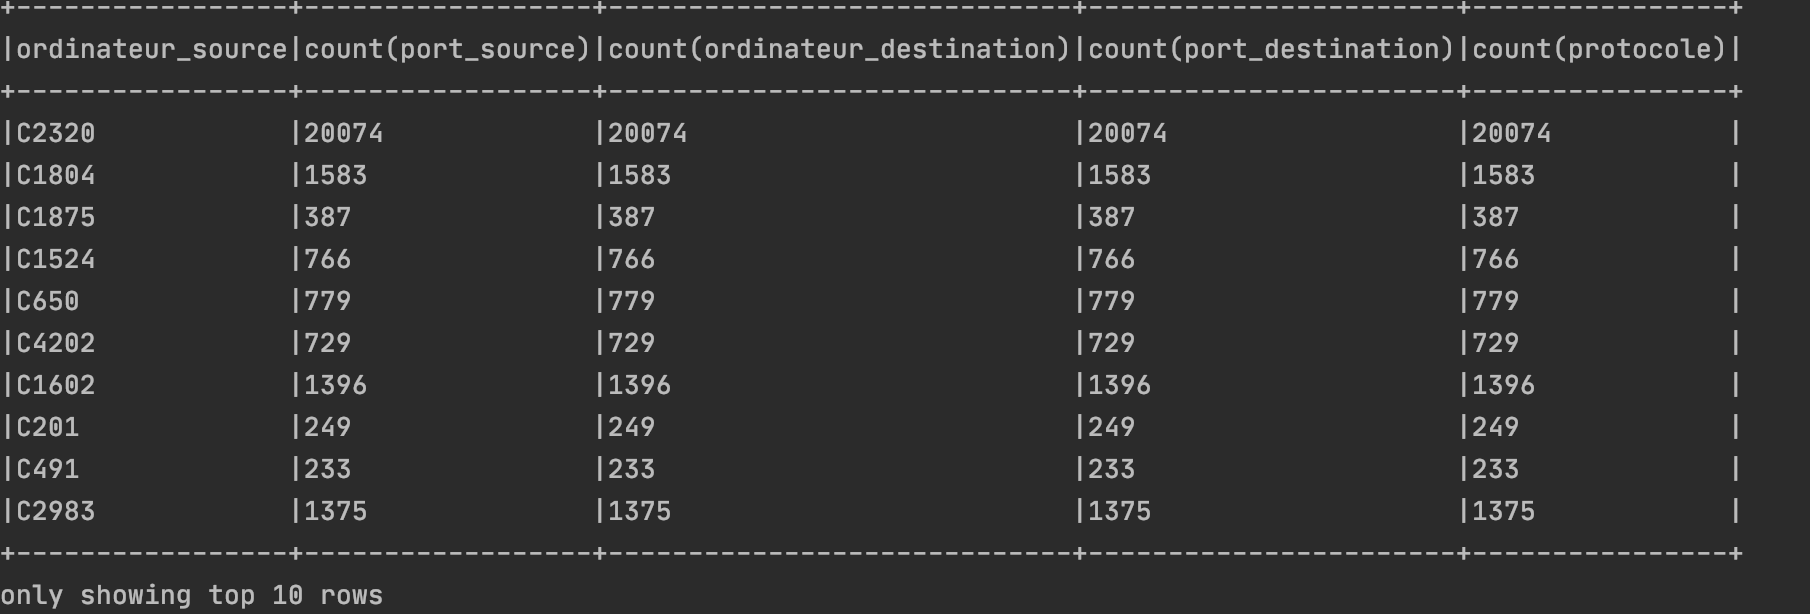 +-----------------+------------------+-----------------------------+-----------------------+----------------+
|ordinateur_source|count(port_source)|count(ordinateur_destination)|count(port_destination)|count(protocole)|
+-----------------+------------------+-----------------------------+-----------------------+----------------+
|C2320            |20074             |20074                        |20074                  |20074           |
|C1804            |1583              |1583                         |1583                   |1583            |
|C1875            |387               |387                          |387                    |387             |
|C1524            |766               |766                          |766                    |766             |
|C650             |779               |779                          |779                    |779             |
|C4202            |729               |729                          |729                    |729             |
|C1602            |1396              |1396                         |1396                   |1396            |
|C201             |249               |249                          |249                    |249             |
|C491             |233               |233                          |233                    |233             |
|C2983            |1375              |1375                         |1375                   |1375            |
+-----------------+------------------+-----------------------------+-----------------------+----------------+
only showing top 10 rows